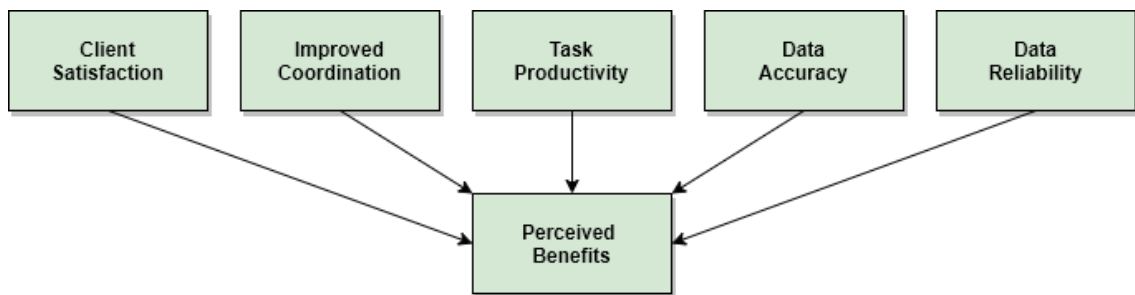 Client
Satisfaction
Improved
Coordination
Task
Productivity
Data
Accuracy
Data
Reliability
Perceived
Benefits